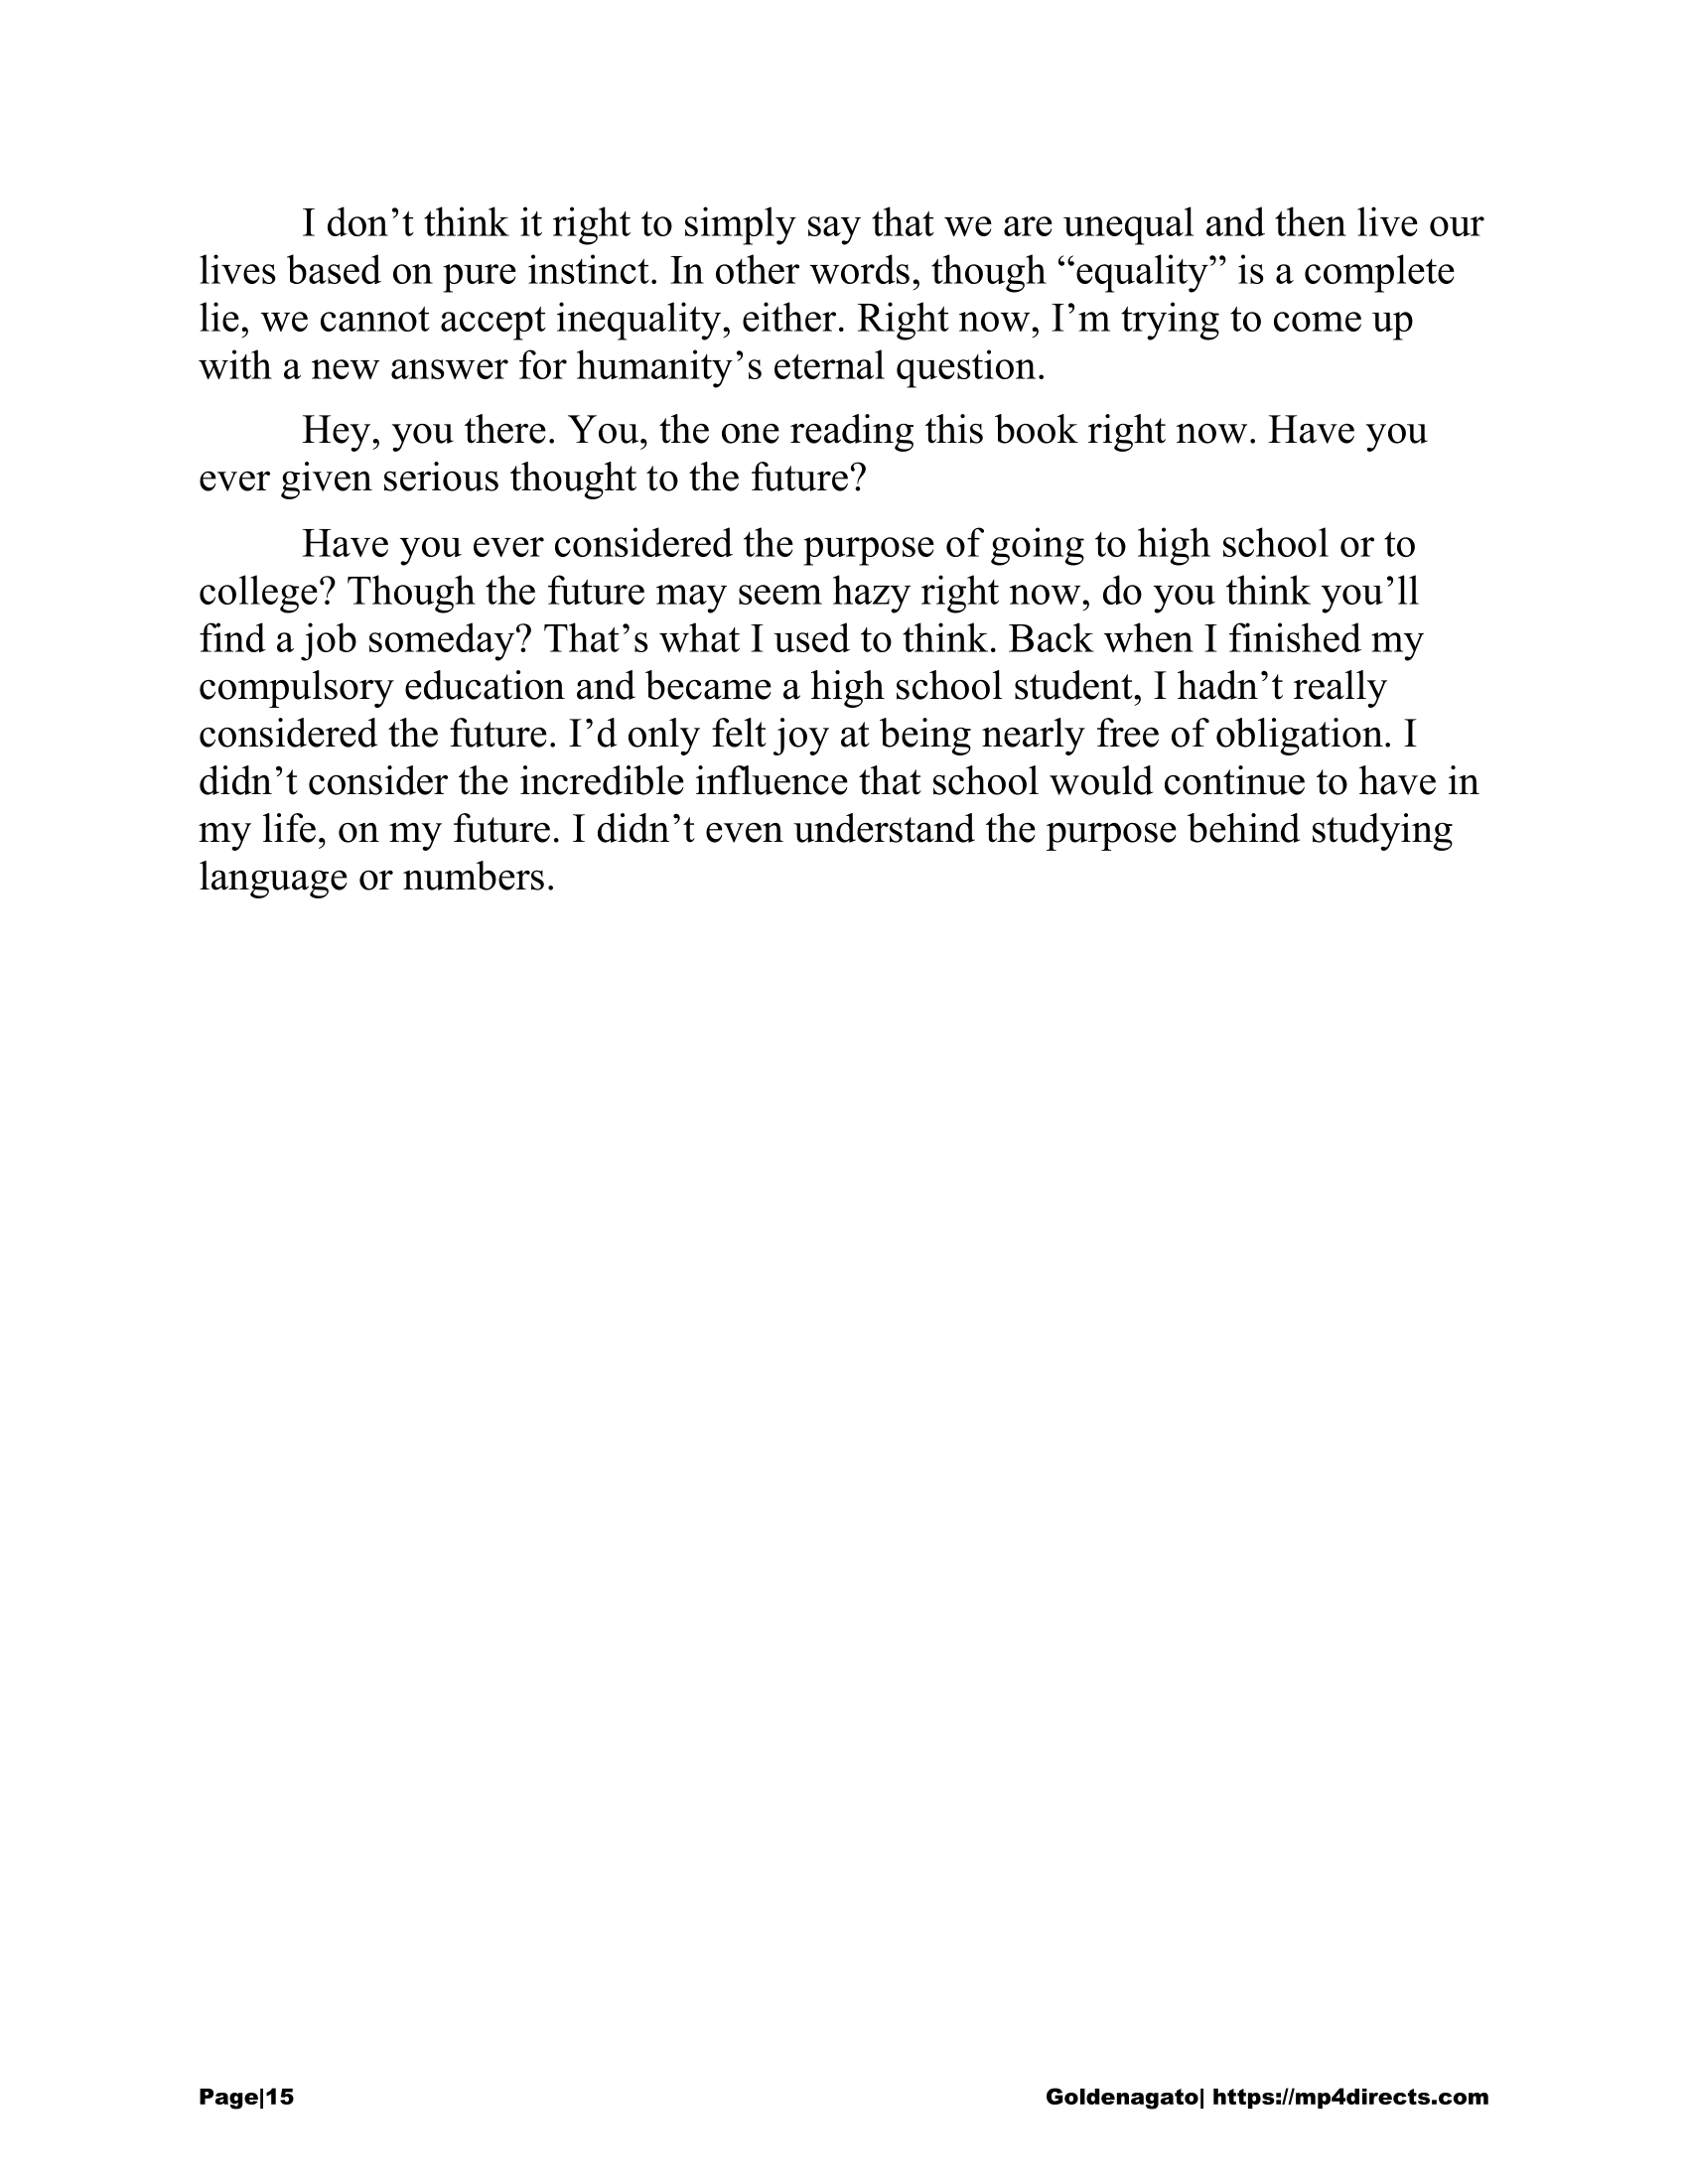 I don’t think it right to simply say that we are unequal and then live our
lives based on pure instinct. In other words, though “equality” is a complete
lie, we cannot accept inequality, either. Right now, I’m trying to come up
with a new answer for humanity’s eternal question.
Hey, you there. You, the one reading this book right now. Have you
ever given serious thought to the future?
Have you ever considered the purpose of going to high school or to
college? Though the future may seem hazy right now, do you think you’ll
find a job someday? That’s what I used to think. Back when I finished my
compulsory education and became a high school student, I hadn’t really
considered the future. I’d only felt joy at being nearly free of obligation. I
didn’t consider the incredible influence that school would continue to have in
my life, on my future. I didn’t even understand the purpose behind studying
language or numbers.
Page|15 Goldenagato| https://mp4directs.com